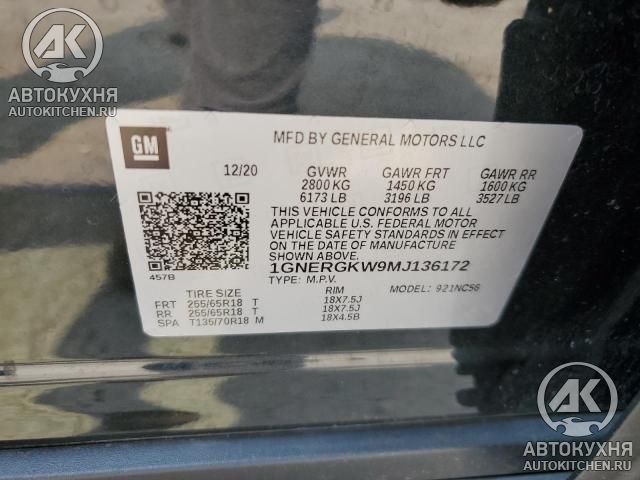 АК
АВТОКУХНЯ
AUTOKITCHEN.RU
GM
MFD BY GENERAL MOTORS LLC
12/20 GVWR GAWR FRT GAWR RR
2800 KG 1450 KG 1600 KG
6173 LB 3196 LB 3527 LB
THIS VEHICLE CONFORMS TO ALL
APPLICABLE U.S. FEDERAL MOTOR
VEHICLE SAFETY STANDARDS IN EFFECT
ON THE DATE OF MANUFACTURE
SHOWN ABOVE.
457B
1GNERGKW9MJ136172
TYPE: M.P.V. MODEL: 921NC56
TIRE SIZE RIM
FRT 255/65R18 T 18X7.5J
RR 255/65R18 T 18X7.5J
SPA T135/70R18 M 18X4.5B
АК
АВТОКУХНЯ
AUTOKITCHEN.RU